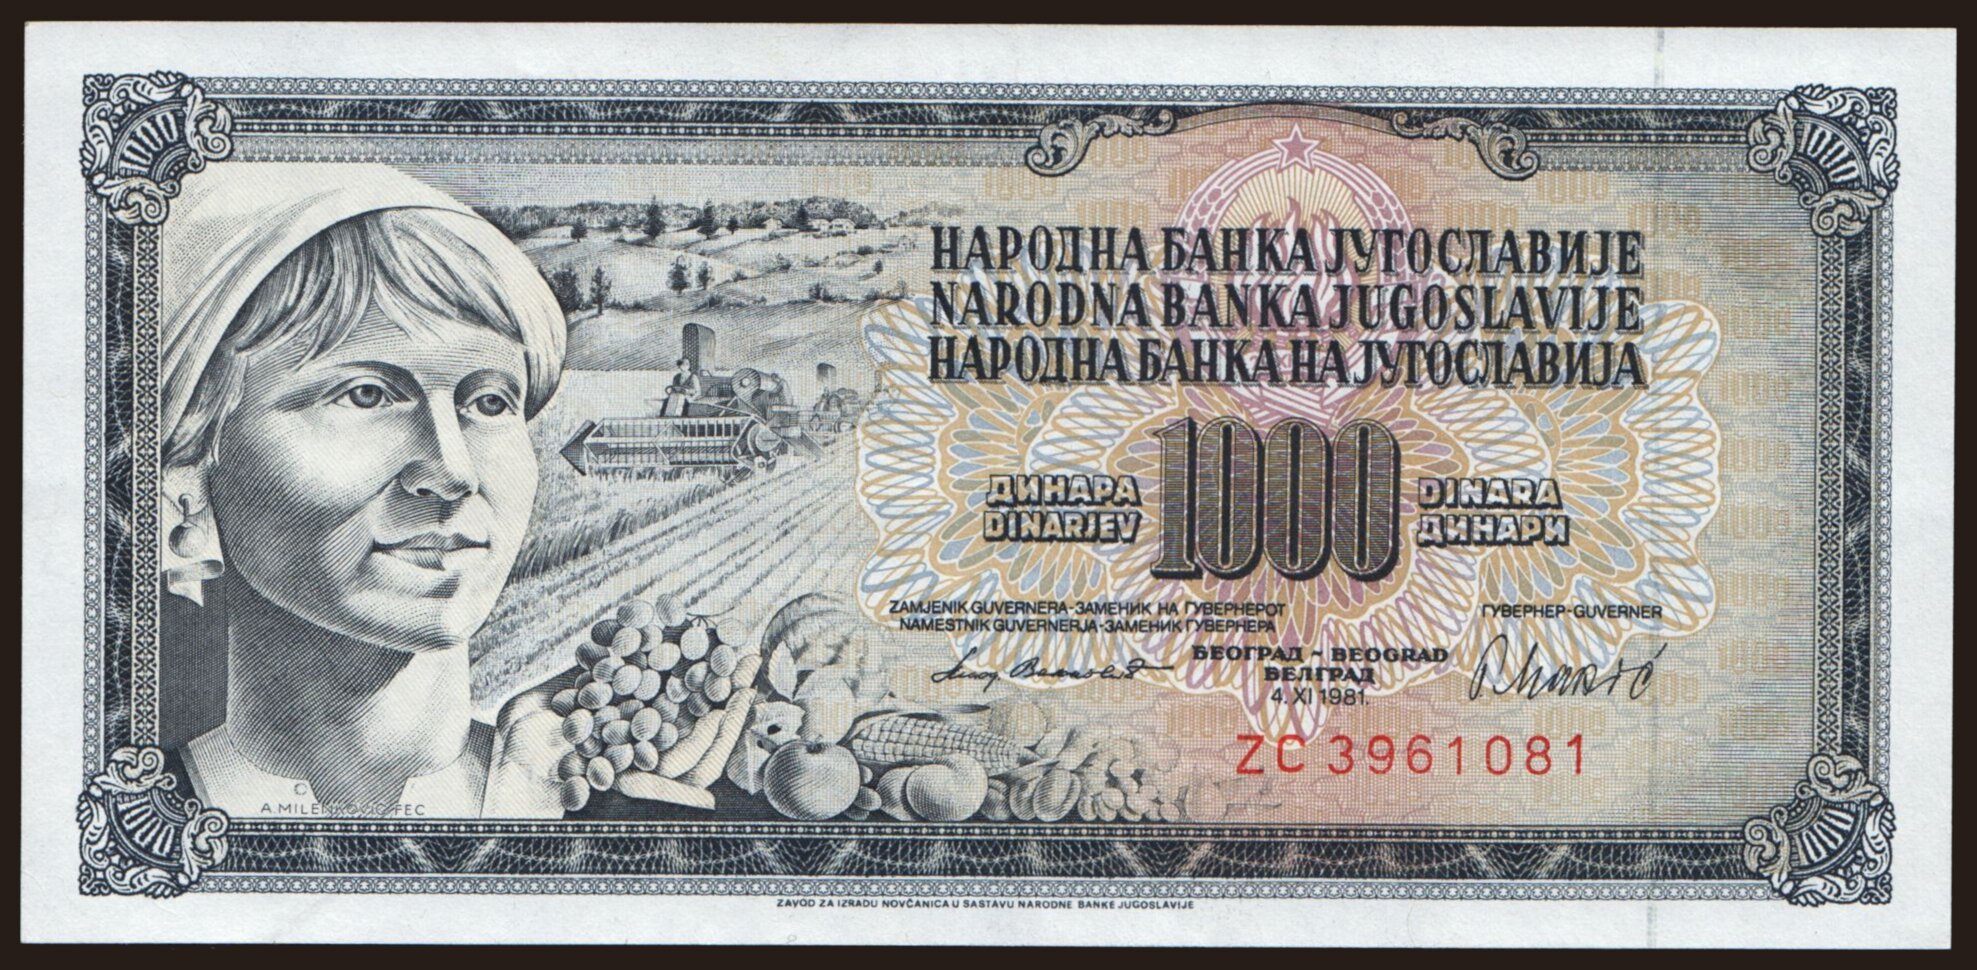 НАРОДНА БАНКА ЈУГОСЛАВИЈЕ
NARODNA BANKA JUGOSLAVIJE
НАРОДНА БАНКА НА ЈУГОСЛАВИЈА
ДИНАРА 1000 DINARA
DINARJEV ДИНАРИ
ZAMJENIK GUVERNERA-ЗАМЕНИК НА ГУВЕРНЕРОТ ГУВЕРНЕР-GUVERNER
NAMESTNIK GUVERNERJA-ЗАМЕНИК ГУВЕРНЕРА
БЕОГРАД - BEOGRAD
БЕЛГРАД
4. XI 1981.
ZC 3961081
A. MILENKOVIĆ FEC
ZAVOD ZA IZRADU NOVČANICA U SASTAVU NARODNE BANKE JUGOSLAVIJE